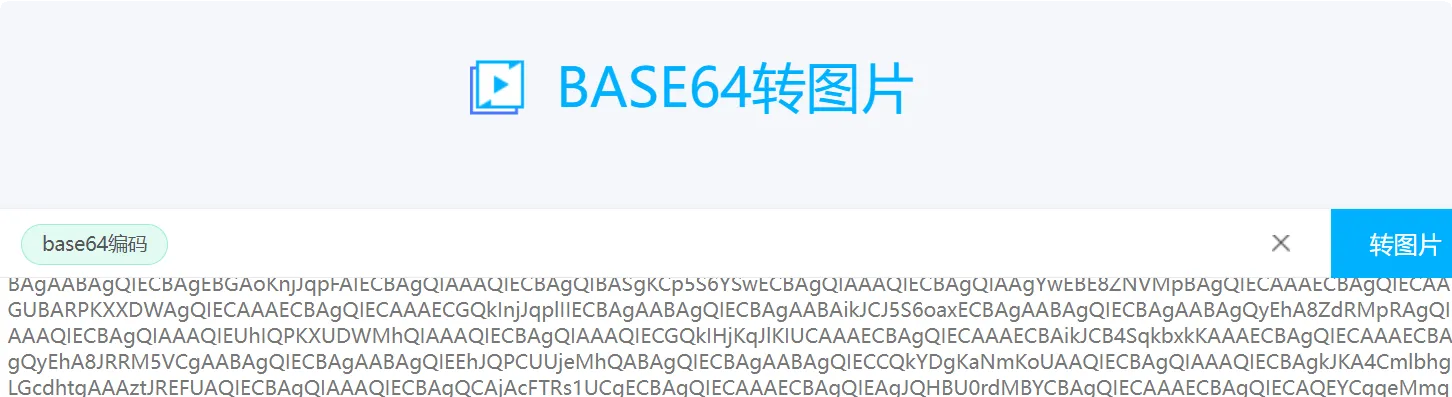 BASE64转图片
base64编码
转图片
BAgAABAgQIECBAgEBGAoKnJJqpFAIECBAgQIAAAQIECBAgQIBASgKCp5S6YSwECBAgQIAAAQIECBAgQIAAgYwEBE8ZNVMpBAgQIECAAAECBAgQIECAA
GUBARPKXXDWAgQIECAAAECBAgQIECAAAECGQkInjJqplIIECBAgAABAgQIECBAgAABAikJCJ5S6oaxECBAgAABAgQIECBAgAABAgQyEhA8ZdRMpRAgQI
AAAQIECBAgQIAAAQIEUhIQPKXUDWMhQIAAAQIECBAgQIAAAQIECGQkIHjKqJlKIUCAAAECBAgQIECAAAECBAikJCB4SqkbxkKAAAECBAgQIECAAAECBA
gQyEhA8JRRM5VCgAABAgQIECBAgAABAgQIEEhJQPCUUjeMhQABAgQIECBAgAABAgQIECCQkYDgKaNmKoUAAQIECBAgQIAAAQIECBAgkJKA4Cmlbhg
LGcdhtgAAAztJREFUAQIECBAgQIAAAQIECBAgQCAjAcFTRs1UCgECBAgQIECAAAECBAgQIEAgJQHBU0rdMBYCBAgQIECAAAECBAgQIECAQEYCgqeMmq